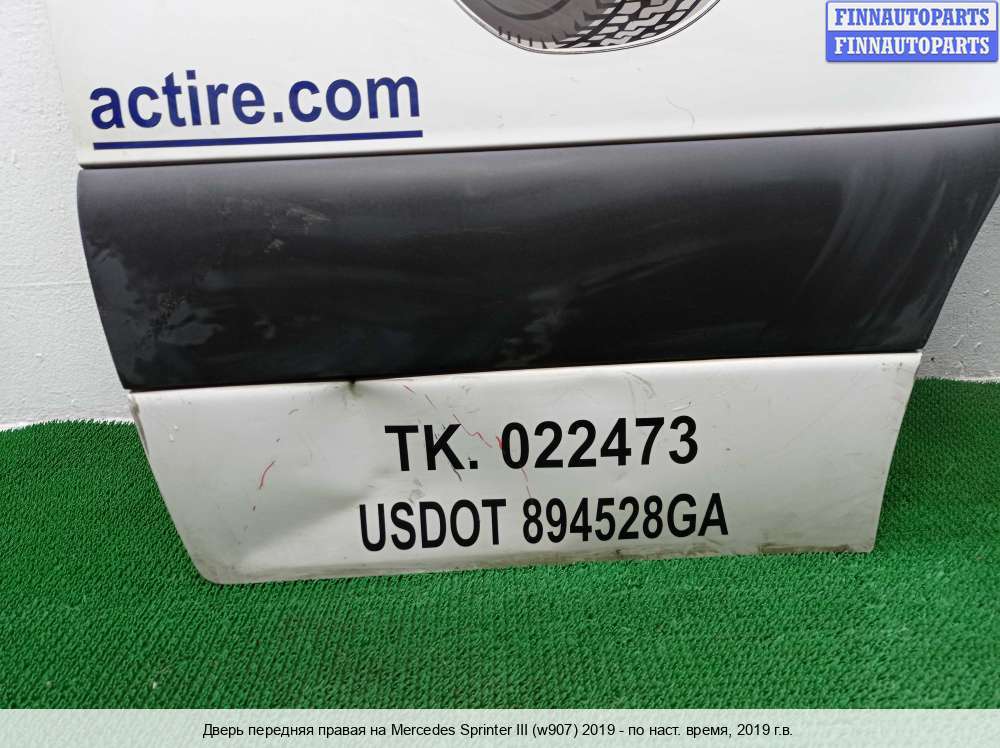 FINNAUTOPARTS
FINNAUTOPARTS
actire.com
TK. 022473
USDOT 894528GA
Дверь передняя правая на Mercedes Sprinter III (w907) 2019 - по наст. время, 2019 г.в.